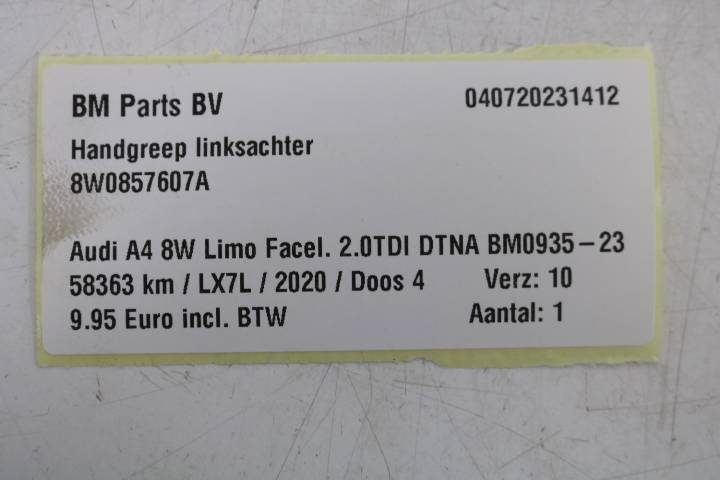 BM Parts BV 040720231412
Handgreep linksachter
8W0857607A
Audi A4 8W Limo Facel. 2.0TDI DTNA BM0935-23
58363 km / LX7L / 2020 / Doos 4 Verz: 10
9.95 Euro incl. BTW Aantal: 1